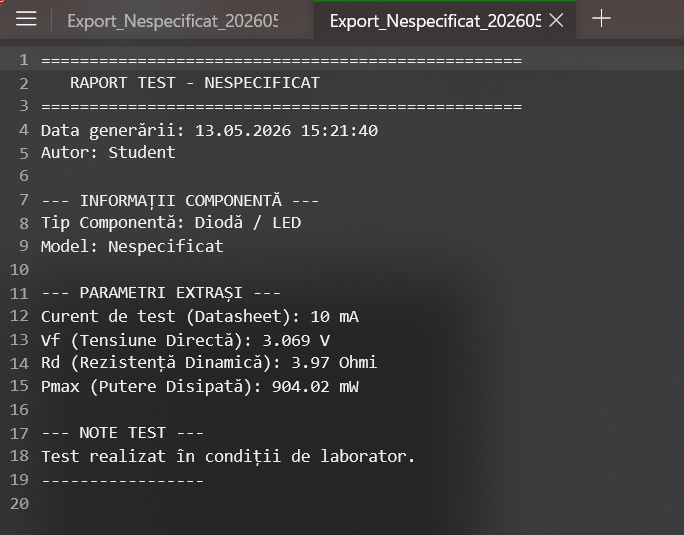 Export_Nespecificat_202605
Export_Nespecificat_202605
1 ==================================================
2 RAPORT TEST - NESPECIFICAT
3 ==================================================
4 Data generării: 13.05.2026 15:21:40
5 Autor: Student
6
7 --- INFORMAȚII COMPONENTĂ ---
8 Tip Componentă: Diodă / LED
9 Model: Nespecificat
10
11 --- PARAMETRI EXTRAȘI ---
12 Curent de test (Datasheet): 10 mA
13 Vf (Tensiune Directă): 3.069 V
14 Rd (Rezistență Dinamică): 3.97 Ohmi
15 Pmax (Putere Disipată): 904.02 mW
16
17 --- NOTE TEST ---
18 Test realizat în condiții de laborator.
19 -----------------
20